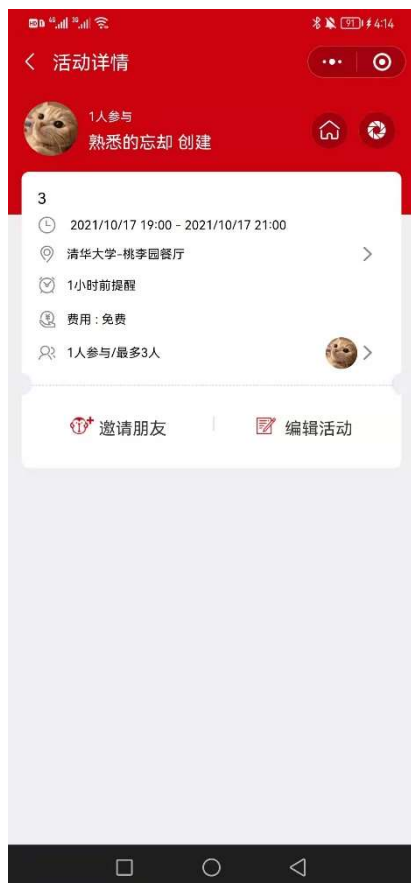 4:14
活动详情
1人参与
熟悉的忘却 创建
3
2021/10/17 19:00 - 2021/10/17 21:00
清华大学-桃李园餐厅
1小时前提醒
费用 : 免费
1人参与/最多3人
邀请朋友
编辑活动